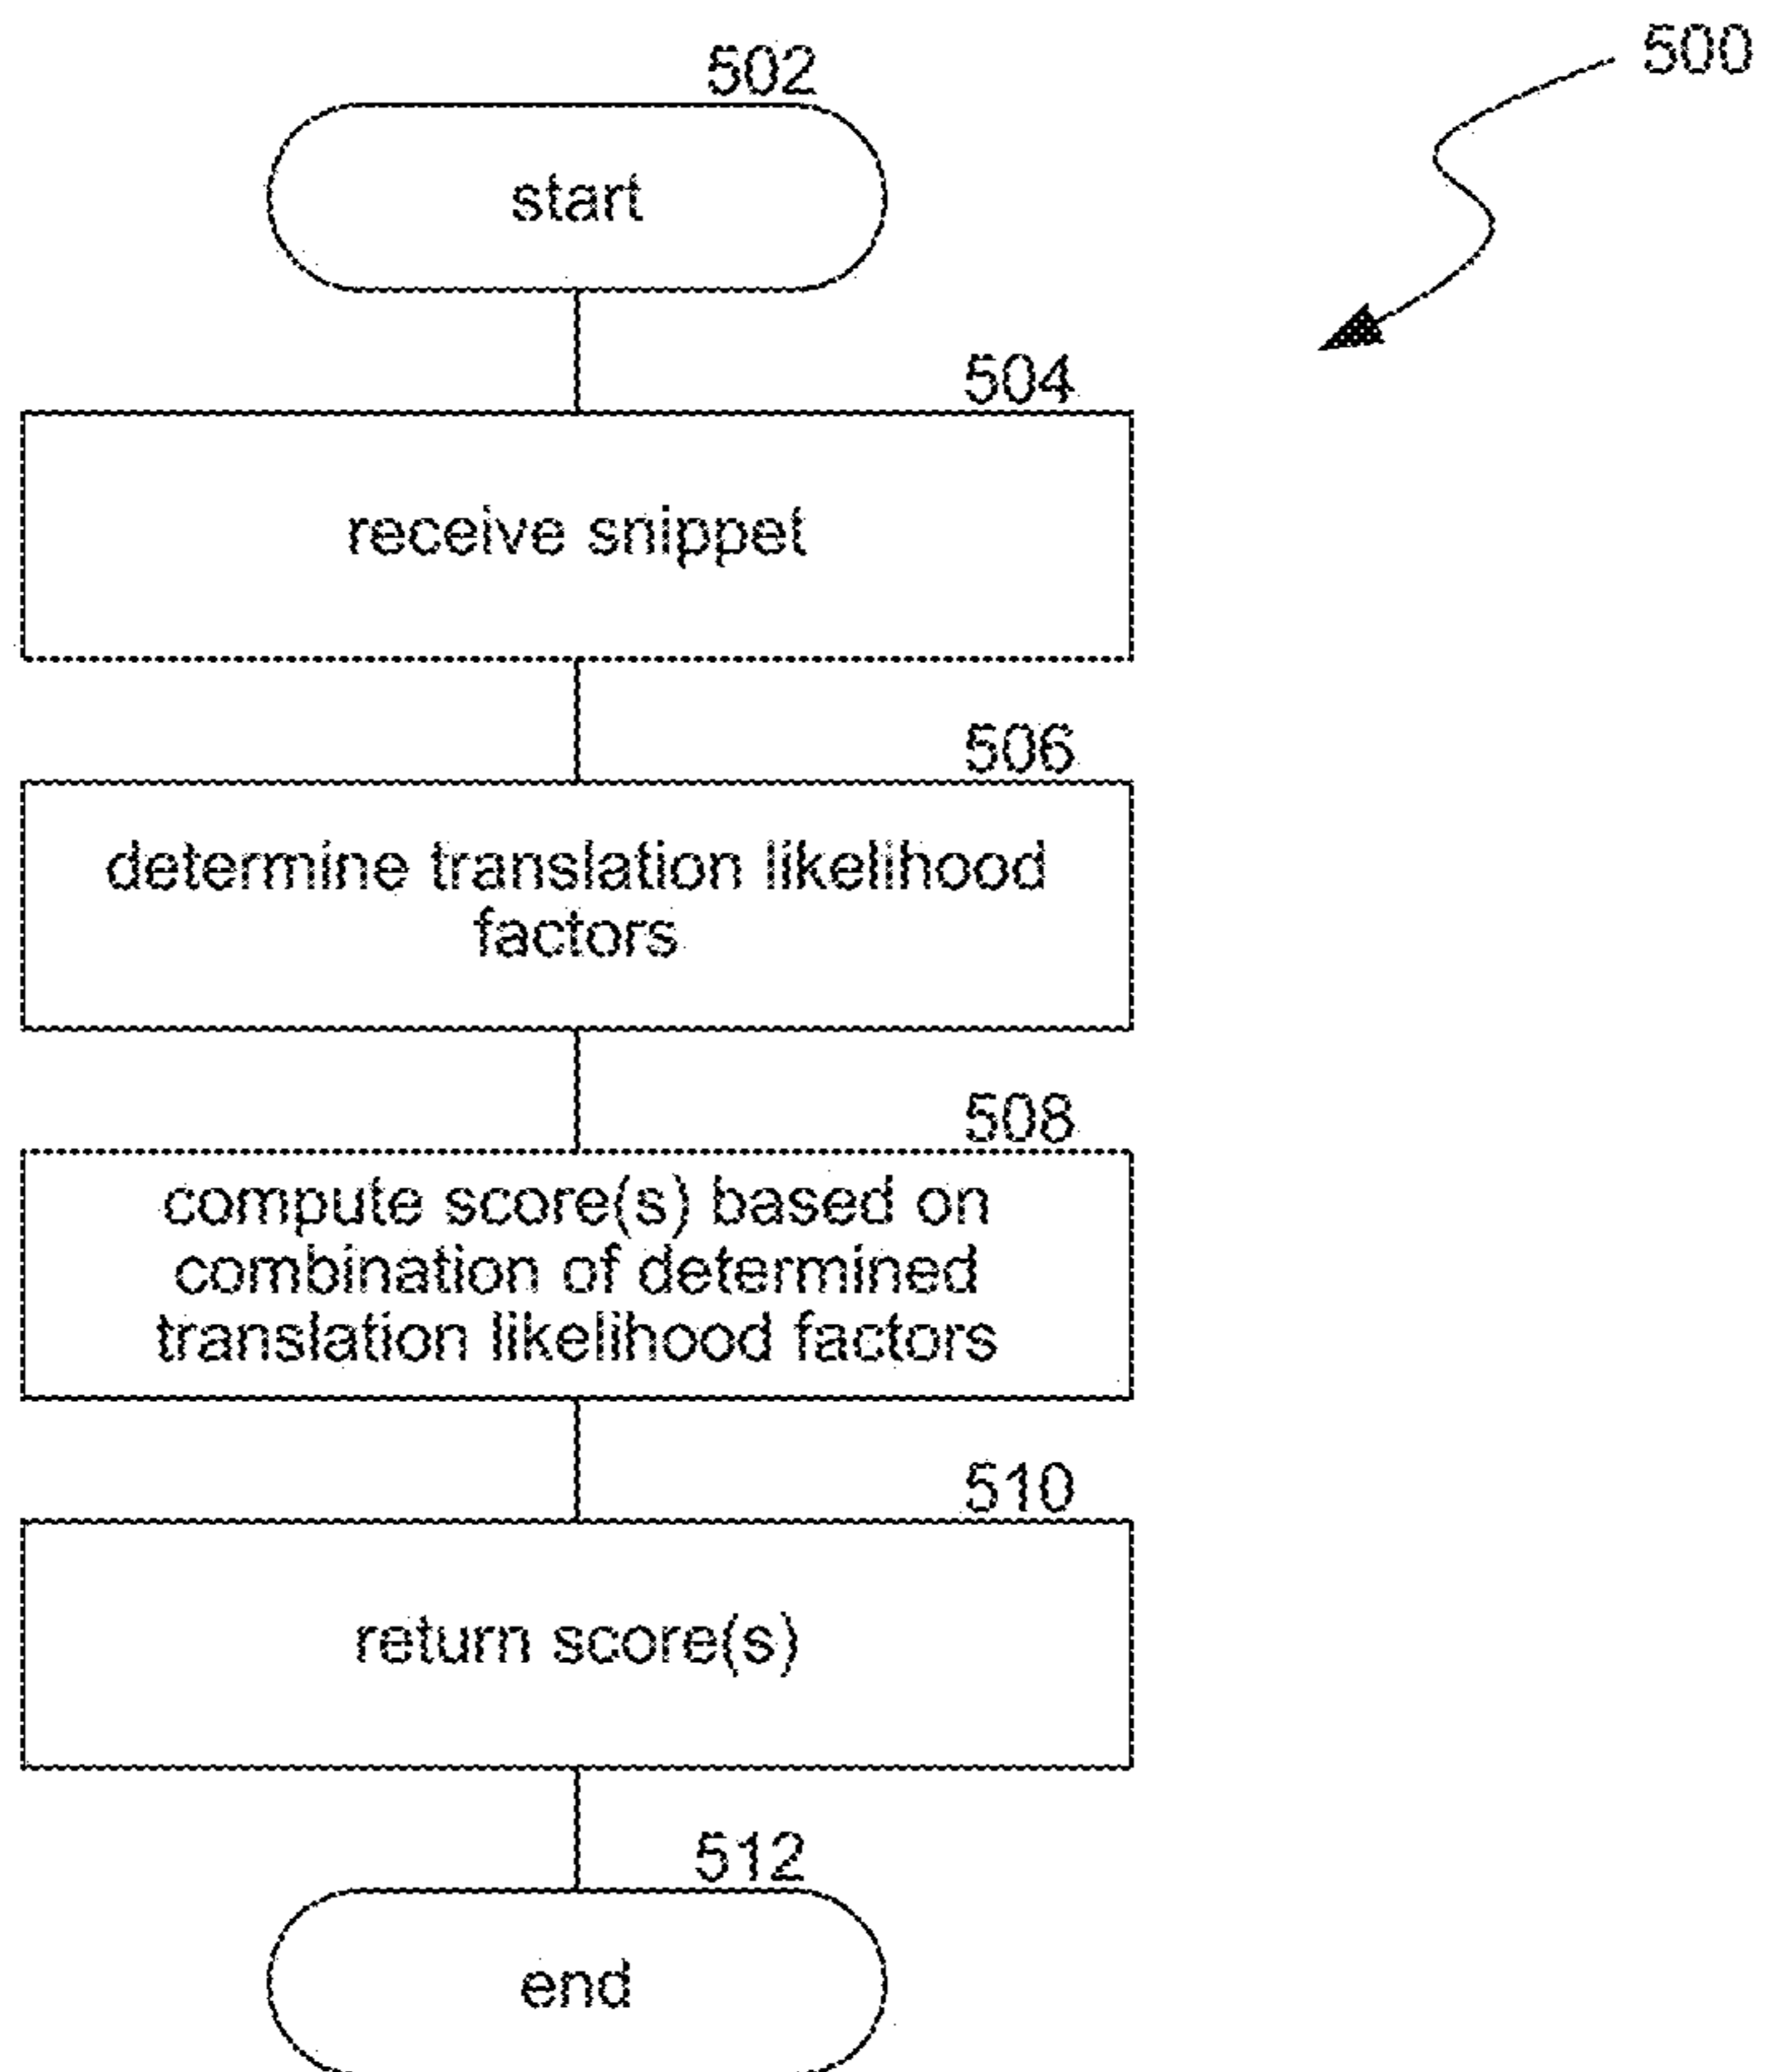 502
500
start
504
receive snippet
506
determine translation likelihood
factors
508
compute score(s) based on
combination of determined
translation likelihood factors
510
return score(s)
512
end